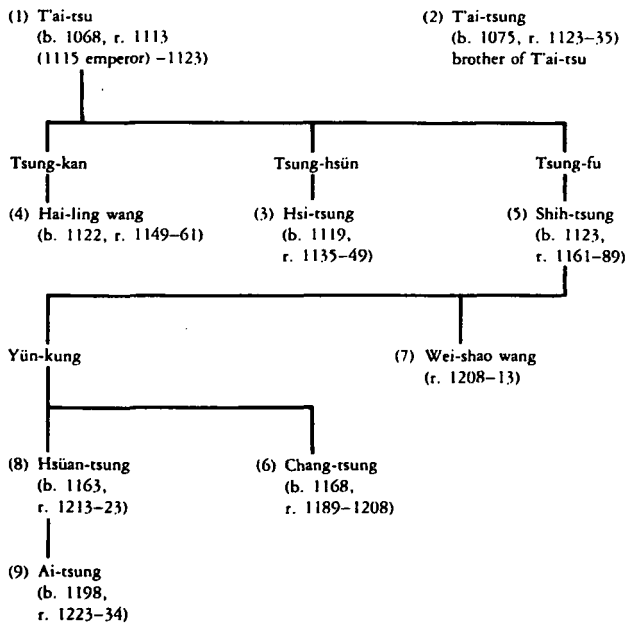 (1) T'ai-tsu
(b. 1068, r. 1113
(1115 emperor) –1123)
(2) T'ai-tsung
(b. 1075, r. 1123–35)
brother of T'ai-tsu
Tsung-kan
Tsung-hsün
Tsung-fu
(4) Hai-ling wang
(b. 1122, r. 1149–61)
(3) Hsi-tsung
(b. 1119,
r. 1135–49)
(5) Shih-tsung
(b. 1123,
r. 1161–89)
Yün-kung
(7) Wei-shao wang
(r. 1208–13)
(8) Hsüan-tsung
(b. 1163,
r. 1213–23)
(6) Chang-tsung
(b. 1168,
r. 1189–1208)
(9) Ai-tsung
(b. 1198,
r. 1223–34)